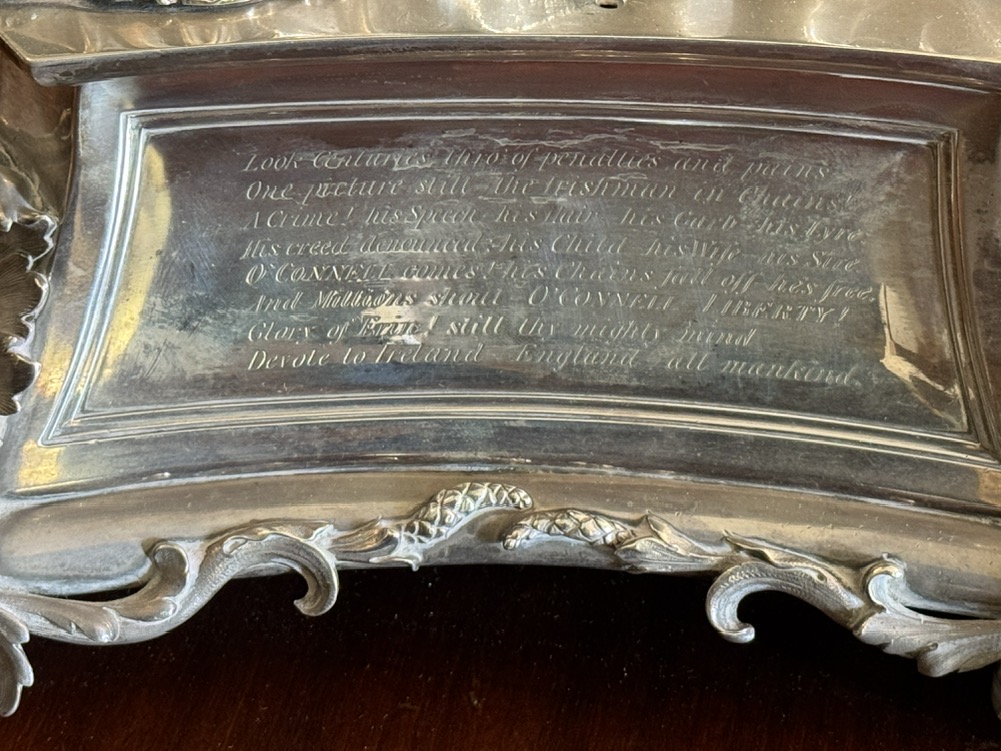 Look Centuries thro' of penalties and pains
One picture still the Irishman in Chains!
A Crime! his Speech his Hair his Garb his Lyre
His creed denounced his Child his Wife his Sire
O'CONNELL comes! his Chains fall off hes free,
And Millions shout O'CONNELL LIBERTY!
Glory of Erin! still thy mighty mind
Devote to Ireland England all mankind.